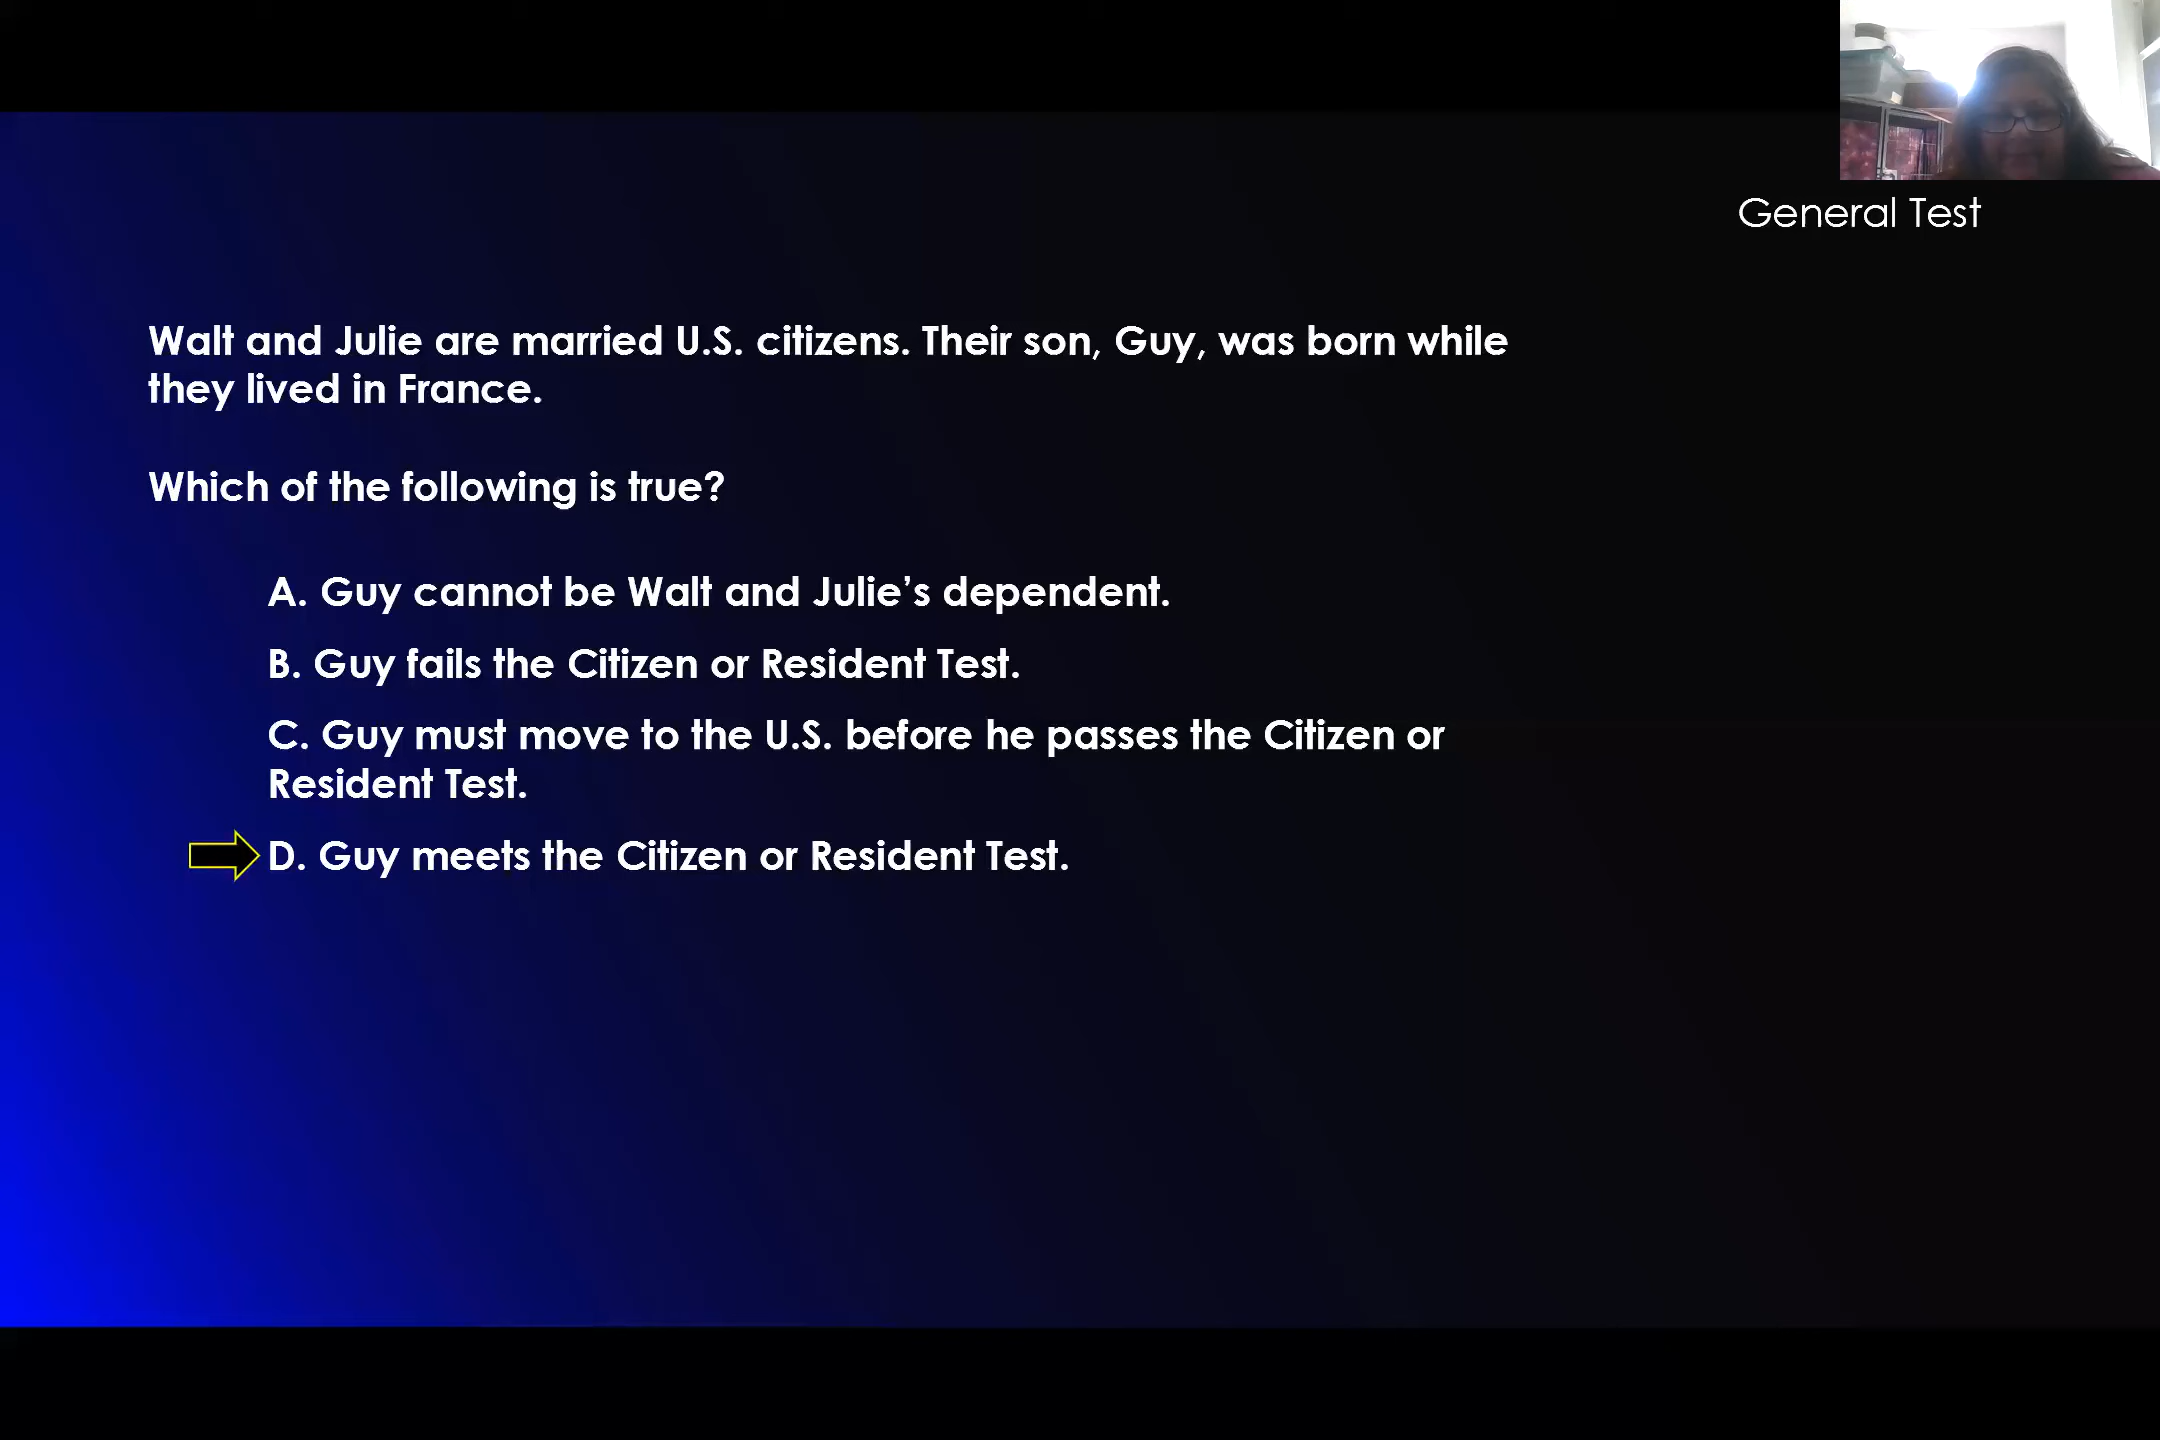 General Test
Walt and Julie are married U.S. citizens. Their son, Guy, was born while
they lived in France.
Which of the following is true?
A. Guy cannot be Walt and Julie’s dependent.
B. Guy fails the Citizen or Resident Test.
C. Guy must move to the U.S. before he passes the Citizen or
Resident Test.
D. Guy meets the Citizen or Resident Test.